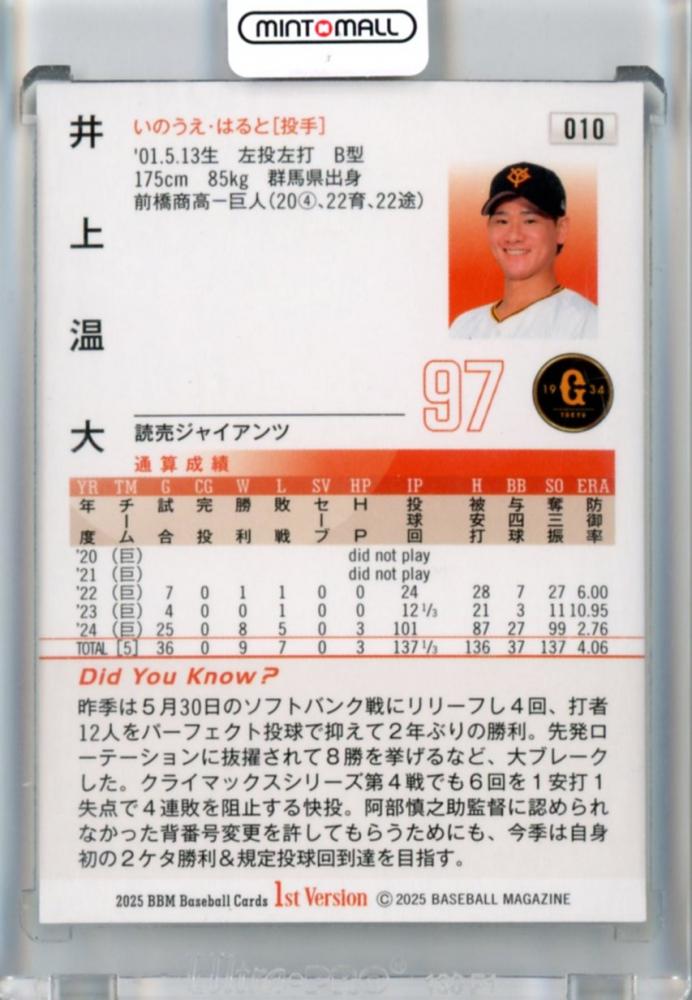 MINTOMALL
井上温大
いのうえ・はると[投手]
010
'01.5.13生 左投左打 B型
175cm 85kg 群馬県出身
前橋商高ー巨人(20④、22育、22途)
97
19 G 34
TOKYO
読売ジャイアンツ
通算成績
YR TM G CG W L SV HP IP H BB SO ERA
年度 チーム 試合 完投 勝利 敗戦 セーブ HP 投球回 被安打 与四球 奪三振 防御率
'20 (巨) did not play
'21 (巨) did not play
'22 (巨) 7 0 1 1 0 0 24 28 7 27 6.00
'23 (巨) 4 0 0 1 0 0 12 1/3 21 3 11 10.95
'24 (巨) 25 0 8 5 0 3 101 87 27 99 2.76
TOTAL [5] 36 0 9 7 0 3 137 1/3 136 37 137 4.06
Did You Know?
昨季は5月30日のソフトバンク戦にリリーフし4回、打者
12人をパーフェクト投球で抑えて2年ぶりの勝利。先発ロ
ーテーションに抜擢されて8勝を挙げるなど、大ブレーク
した。クライマックスシリーズ第4戦でも6回を1安打1
失点で4連敗を阻止する快投。阿部慎之助監督に認められ
なかった背番号変更を許してもらうためにも、今季は自身
初の2ケタ勝利&規定投球回到達を目指す。
2025 BBM Baseball Cards 1st Version © 2025 BASEBALL MAGAZINE
Ultra PRO®